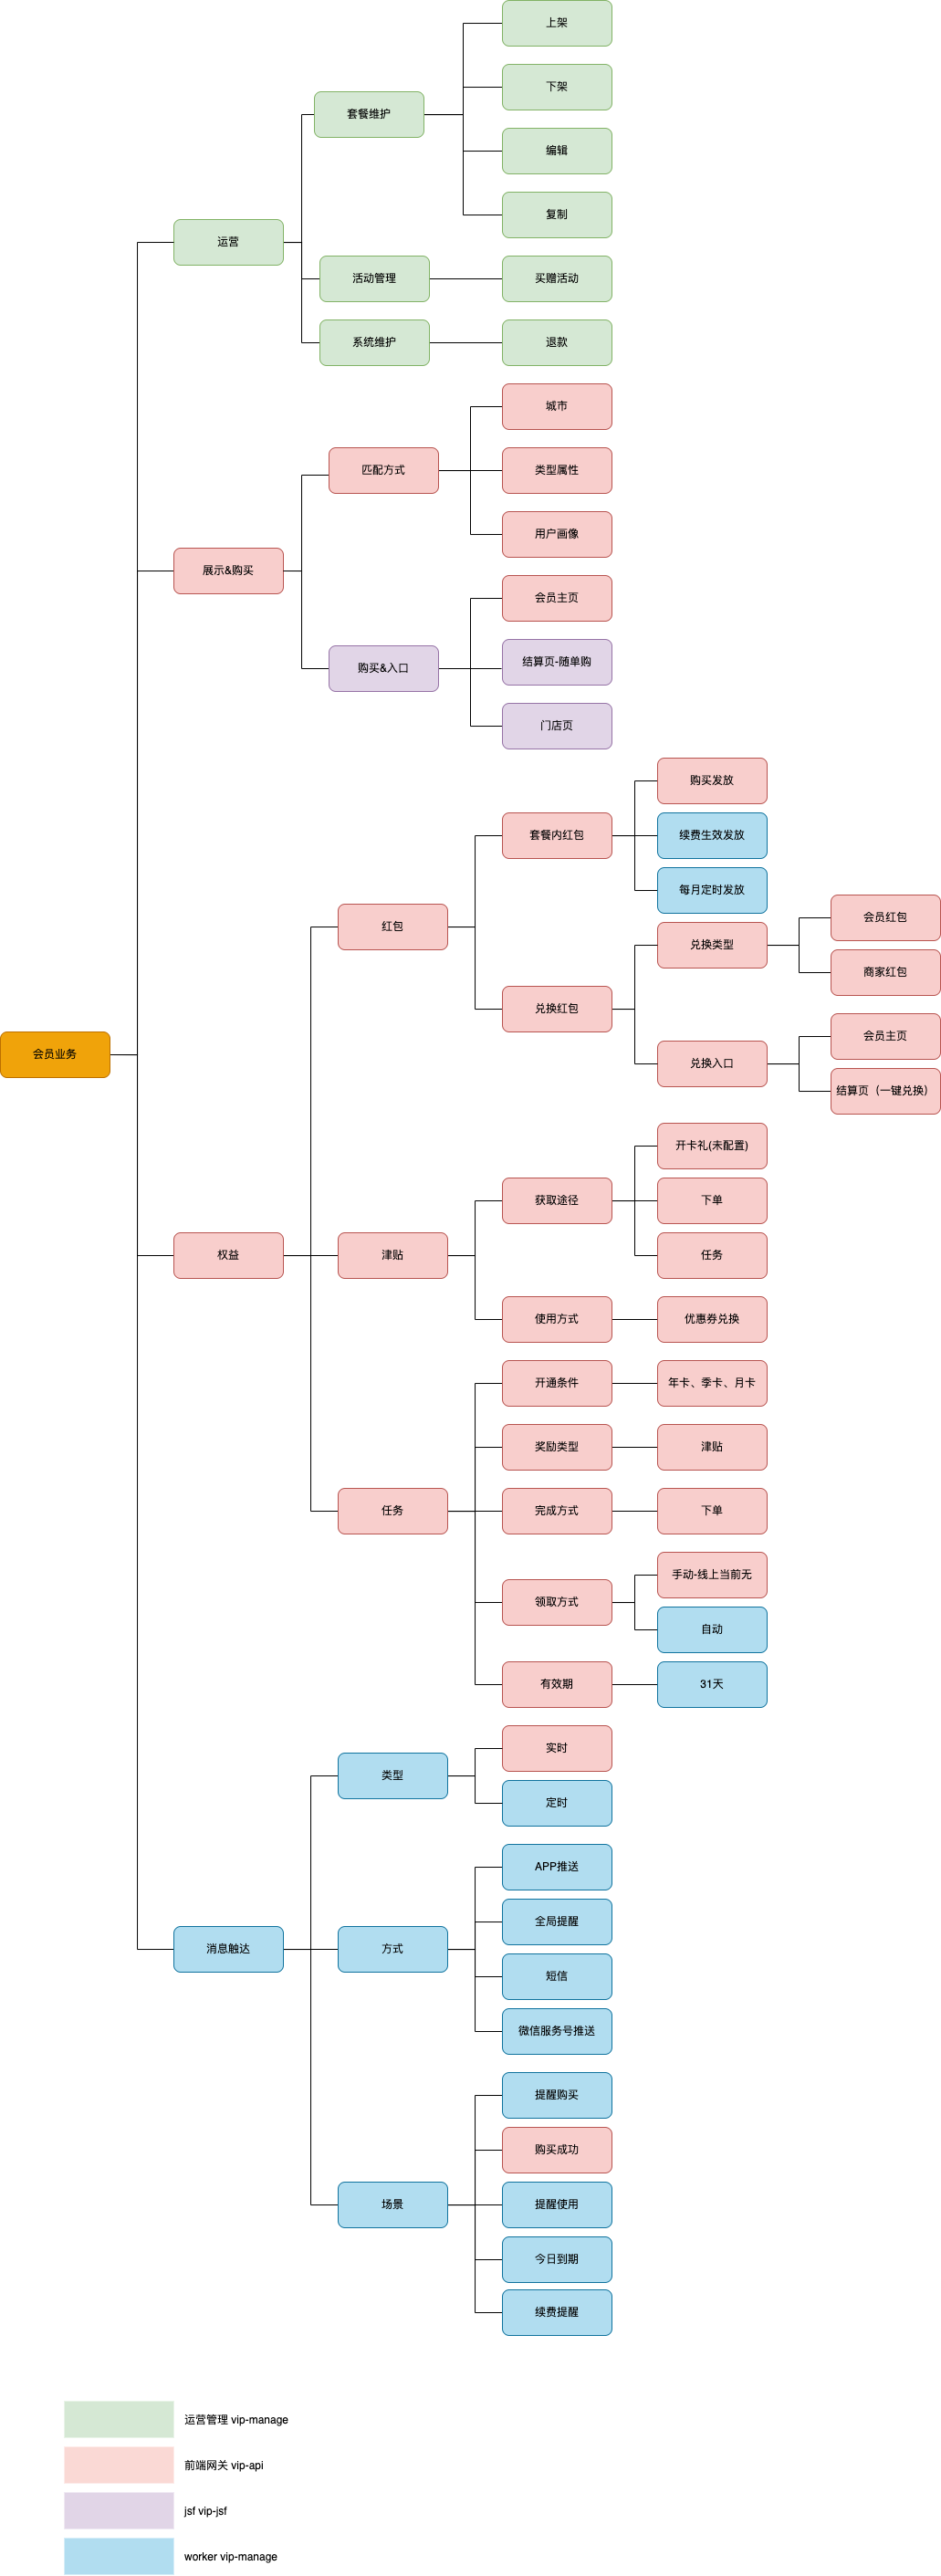 上架
下架
套餐维护
编辑
复制
运营
活动管理
买赠活动
系统维护
退款
城市
匹配方式
类型属性
用户画像
展示&购买
会员主页
购买&入口
结算页-随单购
门店页
购买发放
套餐内红包
续费生效发放
每月定时发放
红包
会员红包
兑换类型
商家红包
兑换红包
会员主页
兑换入口
结算页（一键兑换）
会员业务
开卡礼(未配置)
获取途径
下单
权益
津贴
任务
使用方式
优惠券兑换
开通条件
年卡、季卡、月卡
奖励类型
津贴
任务
完成方式
下单
手动-线上当前无
领取方式
自动
有效期
31天
实时
类型
定时
APP推送
全局提醒
消息触达
方式
短信
微信服务号推送
提醒购买
购买成功
场景
提醒使用
今日到期
续费提醒
运营管理 vip-manage
前端网关 vip-api
jsf vip-jsf
worker vip-manage